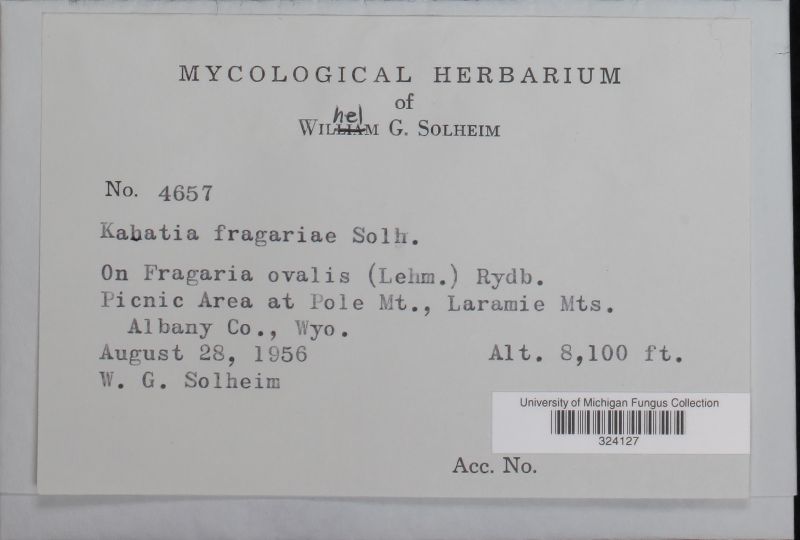 MYCOLOGICAL HERBARIUM
of
hel
WILLIAM G. SOLHEIM
No. 4657
Kabatia fragariae Solh.
On Fragaria ovalis (Lehm.) Rydb.
Picnic Area at Pole Mt., Laramie Mts.
Albany Co., Wyo.
August 28, 1956 Alt. 8,100 ft.
W. G. Solheim
University of Michigan Fungus Collection
324127
Acc. No.